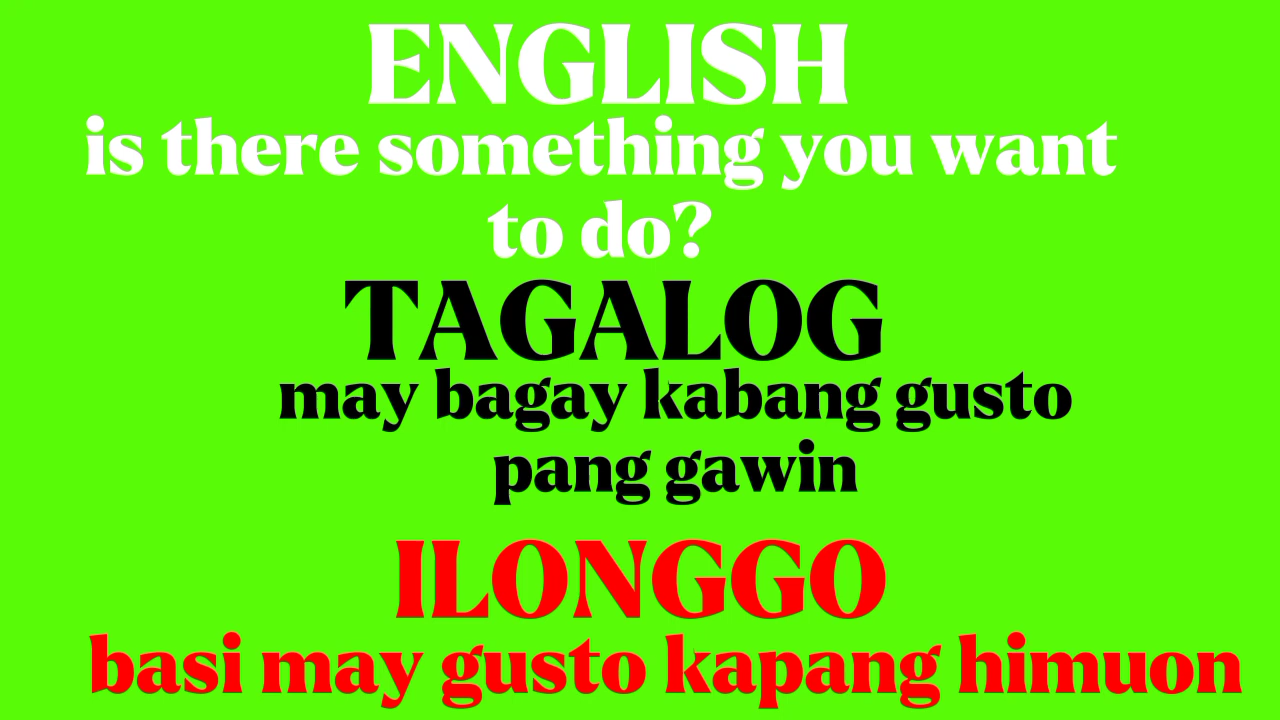 ENGLISH
is there something you want
to do?
TAGALOG
may bagay kabang gusto
pang gawin
ILONGGO
basi may gusto kapang himuon